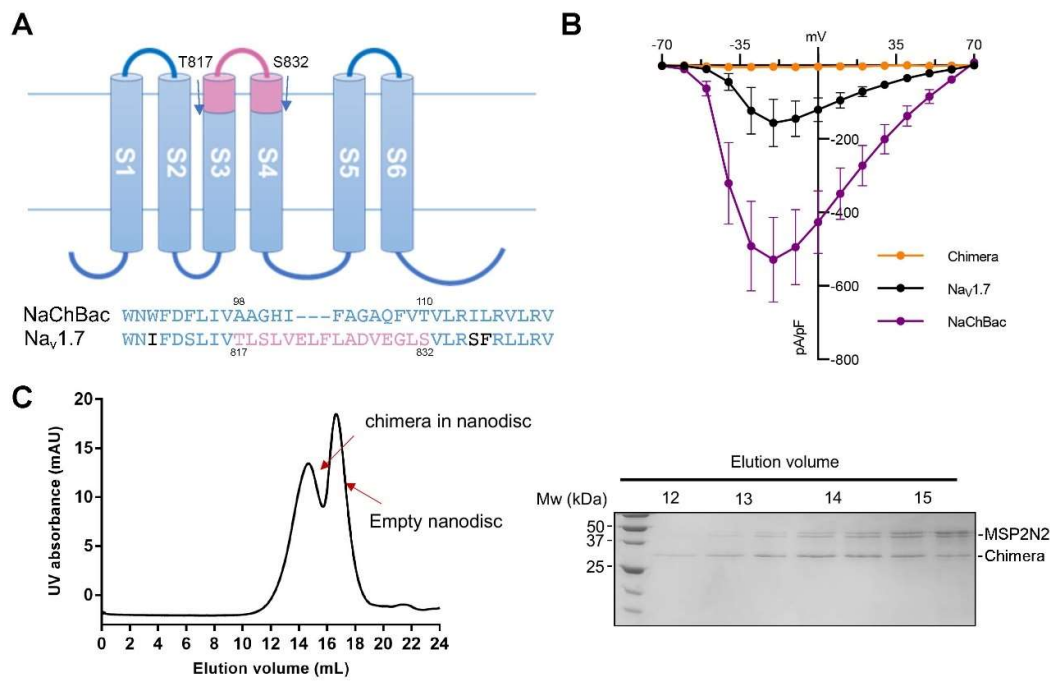 A
T817
S832
S1
S2
S3
S4
S5
S6
98
110
NaChBac WNWFDFLIVAAGHI---FAGAQFVTVLRILRVLRV
Nav1.7 WNIFDSLIVTLSLVELFLADVEGLSVLRSFRLLRV
817
832
B
mV
-70
-35
35
70
-200
-400
-600
-800
pA/pF
Chimera
NaV1.7
NaChBac
C
UV absorbance (mAU)
20
15
10
5
0
0 2 4 6 8 10 12 14 16 18 20 22 24
Elution volume (mL)
chimera in nanodisc
Empty nanodisc
Elution volume
Mw (kDa) 12 13 14 15
50-
37-
25-
-MSP2N2
-Chimera